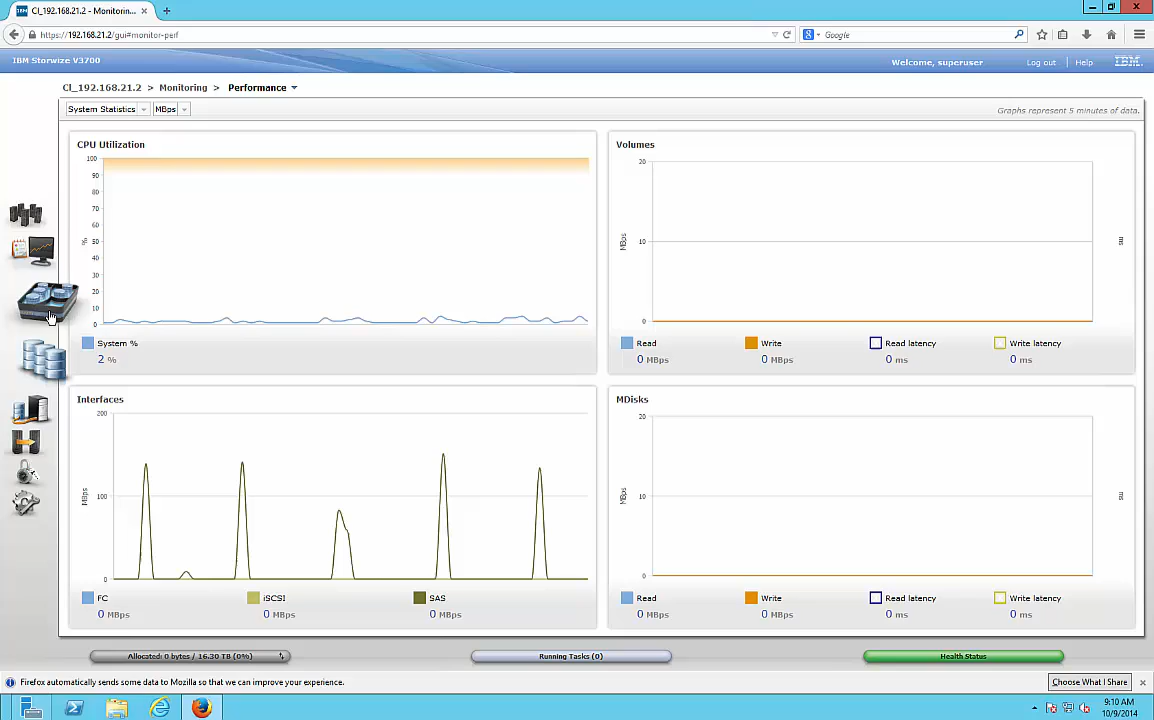 CI_192.168.21.2 - Monitorin...
https://192.168.21.2/gui#monitor-perf
Google
IBM Storwize V3700
Welcome, superuser
Log out
Help
IBM.
CI_192.168.21.2 > Monitoring > Performance
System Statistics
MBps
Graphs represent 5 minutes of data.
CPU Utilization
100
90
80
70
60
50
40
30
20
10
0
%
System %
2 %
Volumes
20
10
0
MBps
ms
Read
Write
Read latency
Write latency
0 MBps
0 MBps
0 ms
0 ms
Interfaces
200
100
0
MBps
FC
iSCSI
SAS
0 MBps
0 MBps
0 MBps
MDisks
20
10
0
MBps
ms
Read
Write
Read latency
Write latency
0 MBps
0 MBps
0 ms
0 ms
Allocated: 0 bytes / 16.30 TB (0%)
Running Tasks (0)
Health Status
Firefox automatically sends some data to Mozilla so that we can improve your experience.
Choose What I Share
9:10 AM
10/9/2014